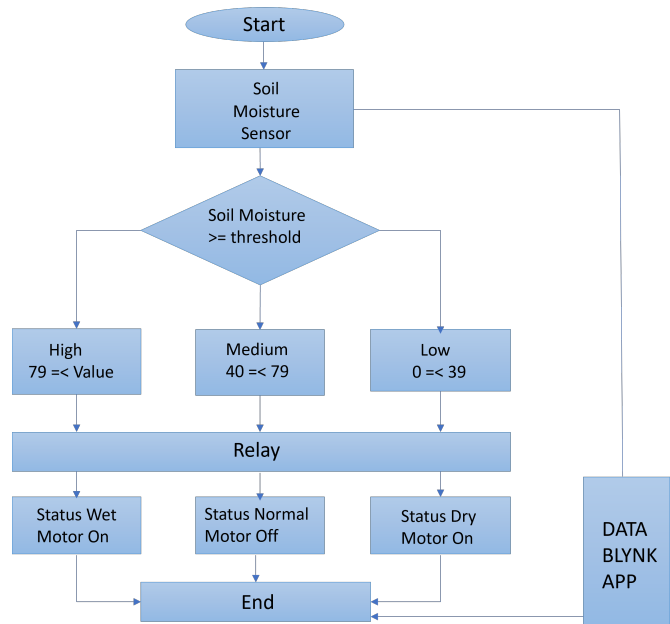 Start
Soil
Moisture
Sensor
Soil Moisture
>= threshold
High
79 =< Value
Medium
40 =< 79
Low
0 =< 39
Relay
Status Wet
Motor On
Status Normal
Motor Off
Status Dry
Motor On
DATA
BLYNK
APP
End